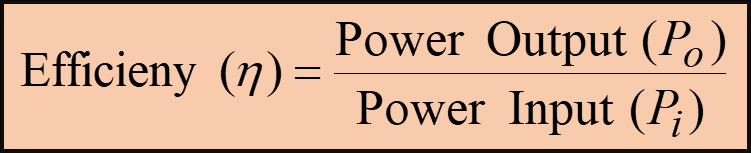 Efficieny (η) = Power Output (Pₒ)
Power Input (Pᵢ)